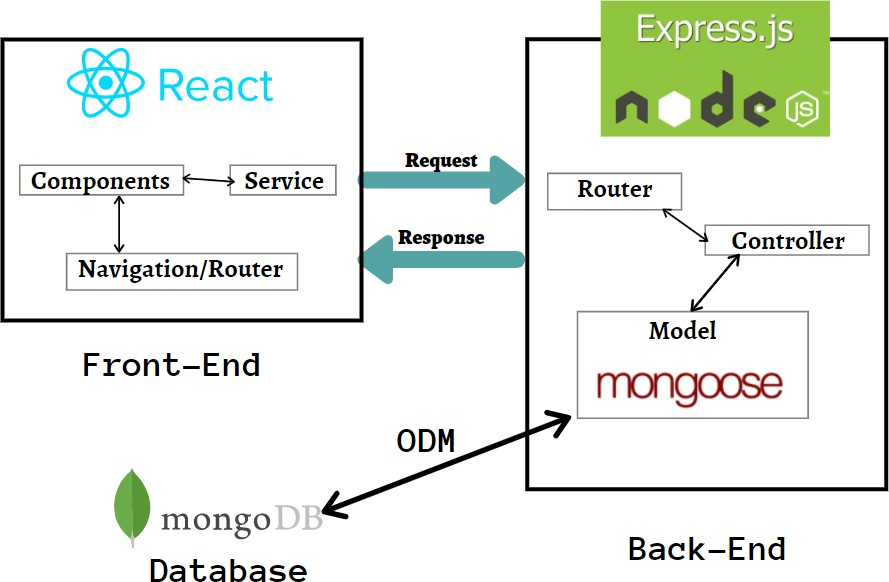 Express.js
node
JS
™
React
Components
Service
Navigation/Router
Request
Response
Router
Controller
Model
mongoose
Front-End
ODM
mongoDB
Database
Back-End